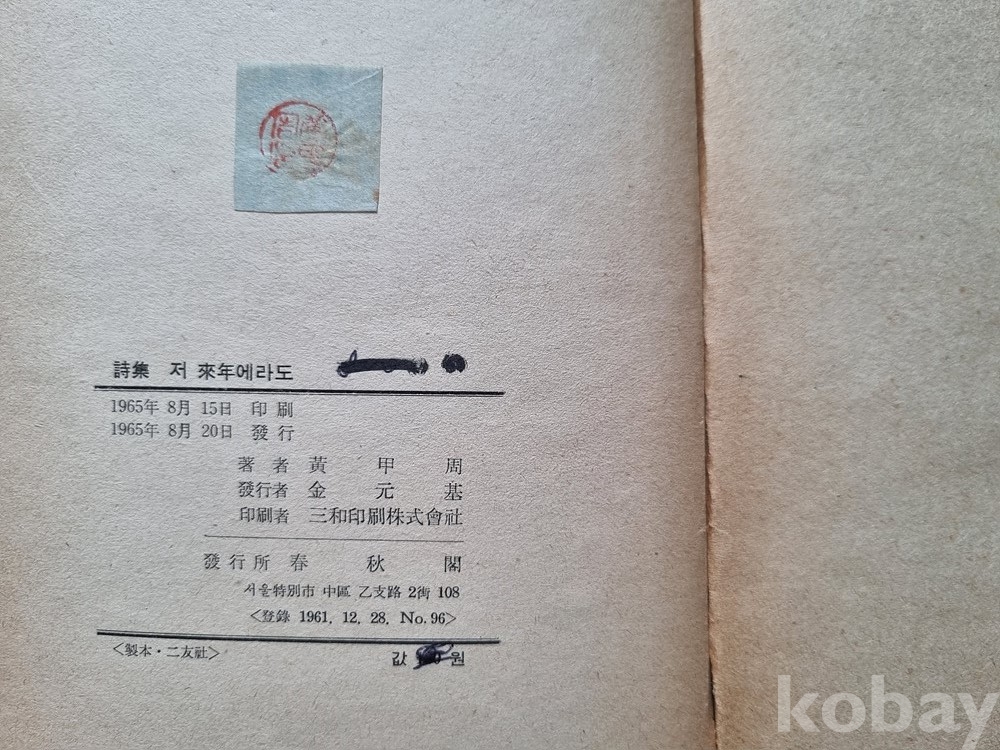 詩集 저 來年에라도
1965年 8月 15日 印刷
1965年 8月 20日 發行
著者 黃甲周
發行者 金元基
印刷者 三和印刷株式會社
發行所 春秋閣
서울特別市 中區 乙支路 2街 108
<登錄 1961. 12. 28. No. 96>
<製本·二友社>
값 원
kobay